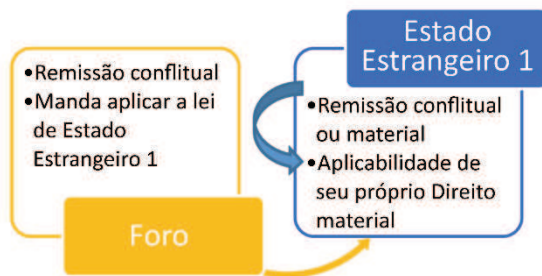 •Remissão conflitual
•Manda aplicar a lei
de Estado
Estrangeiro 1
Foro
Estado
Estrangeiro 1
•Remissão conflitual
ou material
•Aplicabilidade de
seu próprio Direito
material